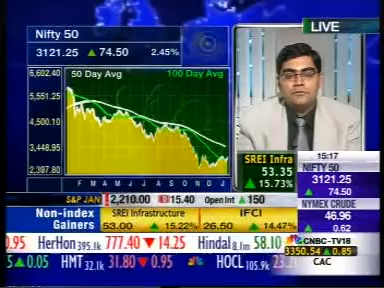 LIVE
Nifty 50
3121.25 ▲ 74.50 2.45%
6,602.40
50 Day Avg
100 Day Avg
5,551.25
4,500.10
3,448.95
2,397.80
F M A M J J A S O N D J
SREI Infra
53.35
▲ 15.73%
15:17
NIFTY 50
3121.25
▲ 74.50
NYMEX CRUDE
46.96
▲ 0.62
S&P JAN 2,210.00 15.40 Open Int ▲ 150
Non-index
Gainers
SREI Infrastructure
53.00 ▲ 15.22%
IFCI
26.50 ▲ 14.47%
CNBC-TV18
3350.54 ▲ 0.85
CAC
0.95 HerHon 395.1k 777.40 ▼ 14.25 Hindal 8.1m 58.10
5 ▲ 0.05 HMT 32.1k 31.80 ▼ 0.95 HOCL 105.9k